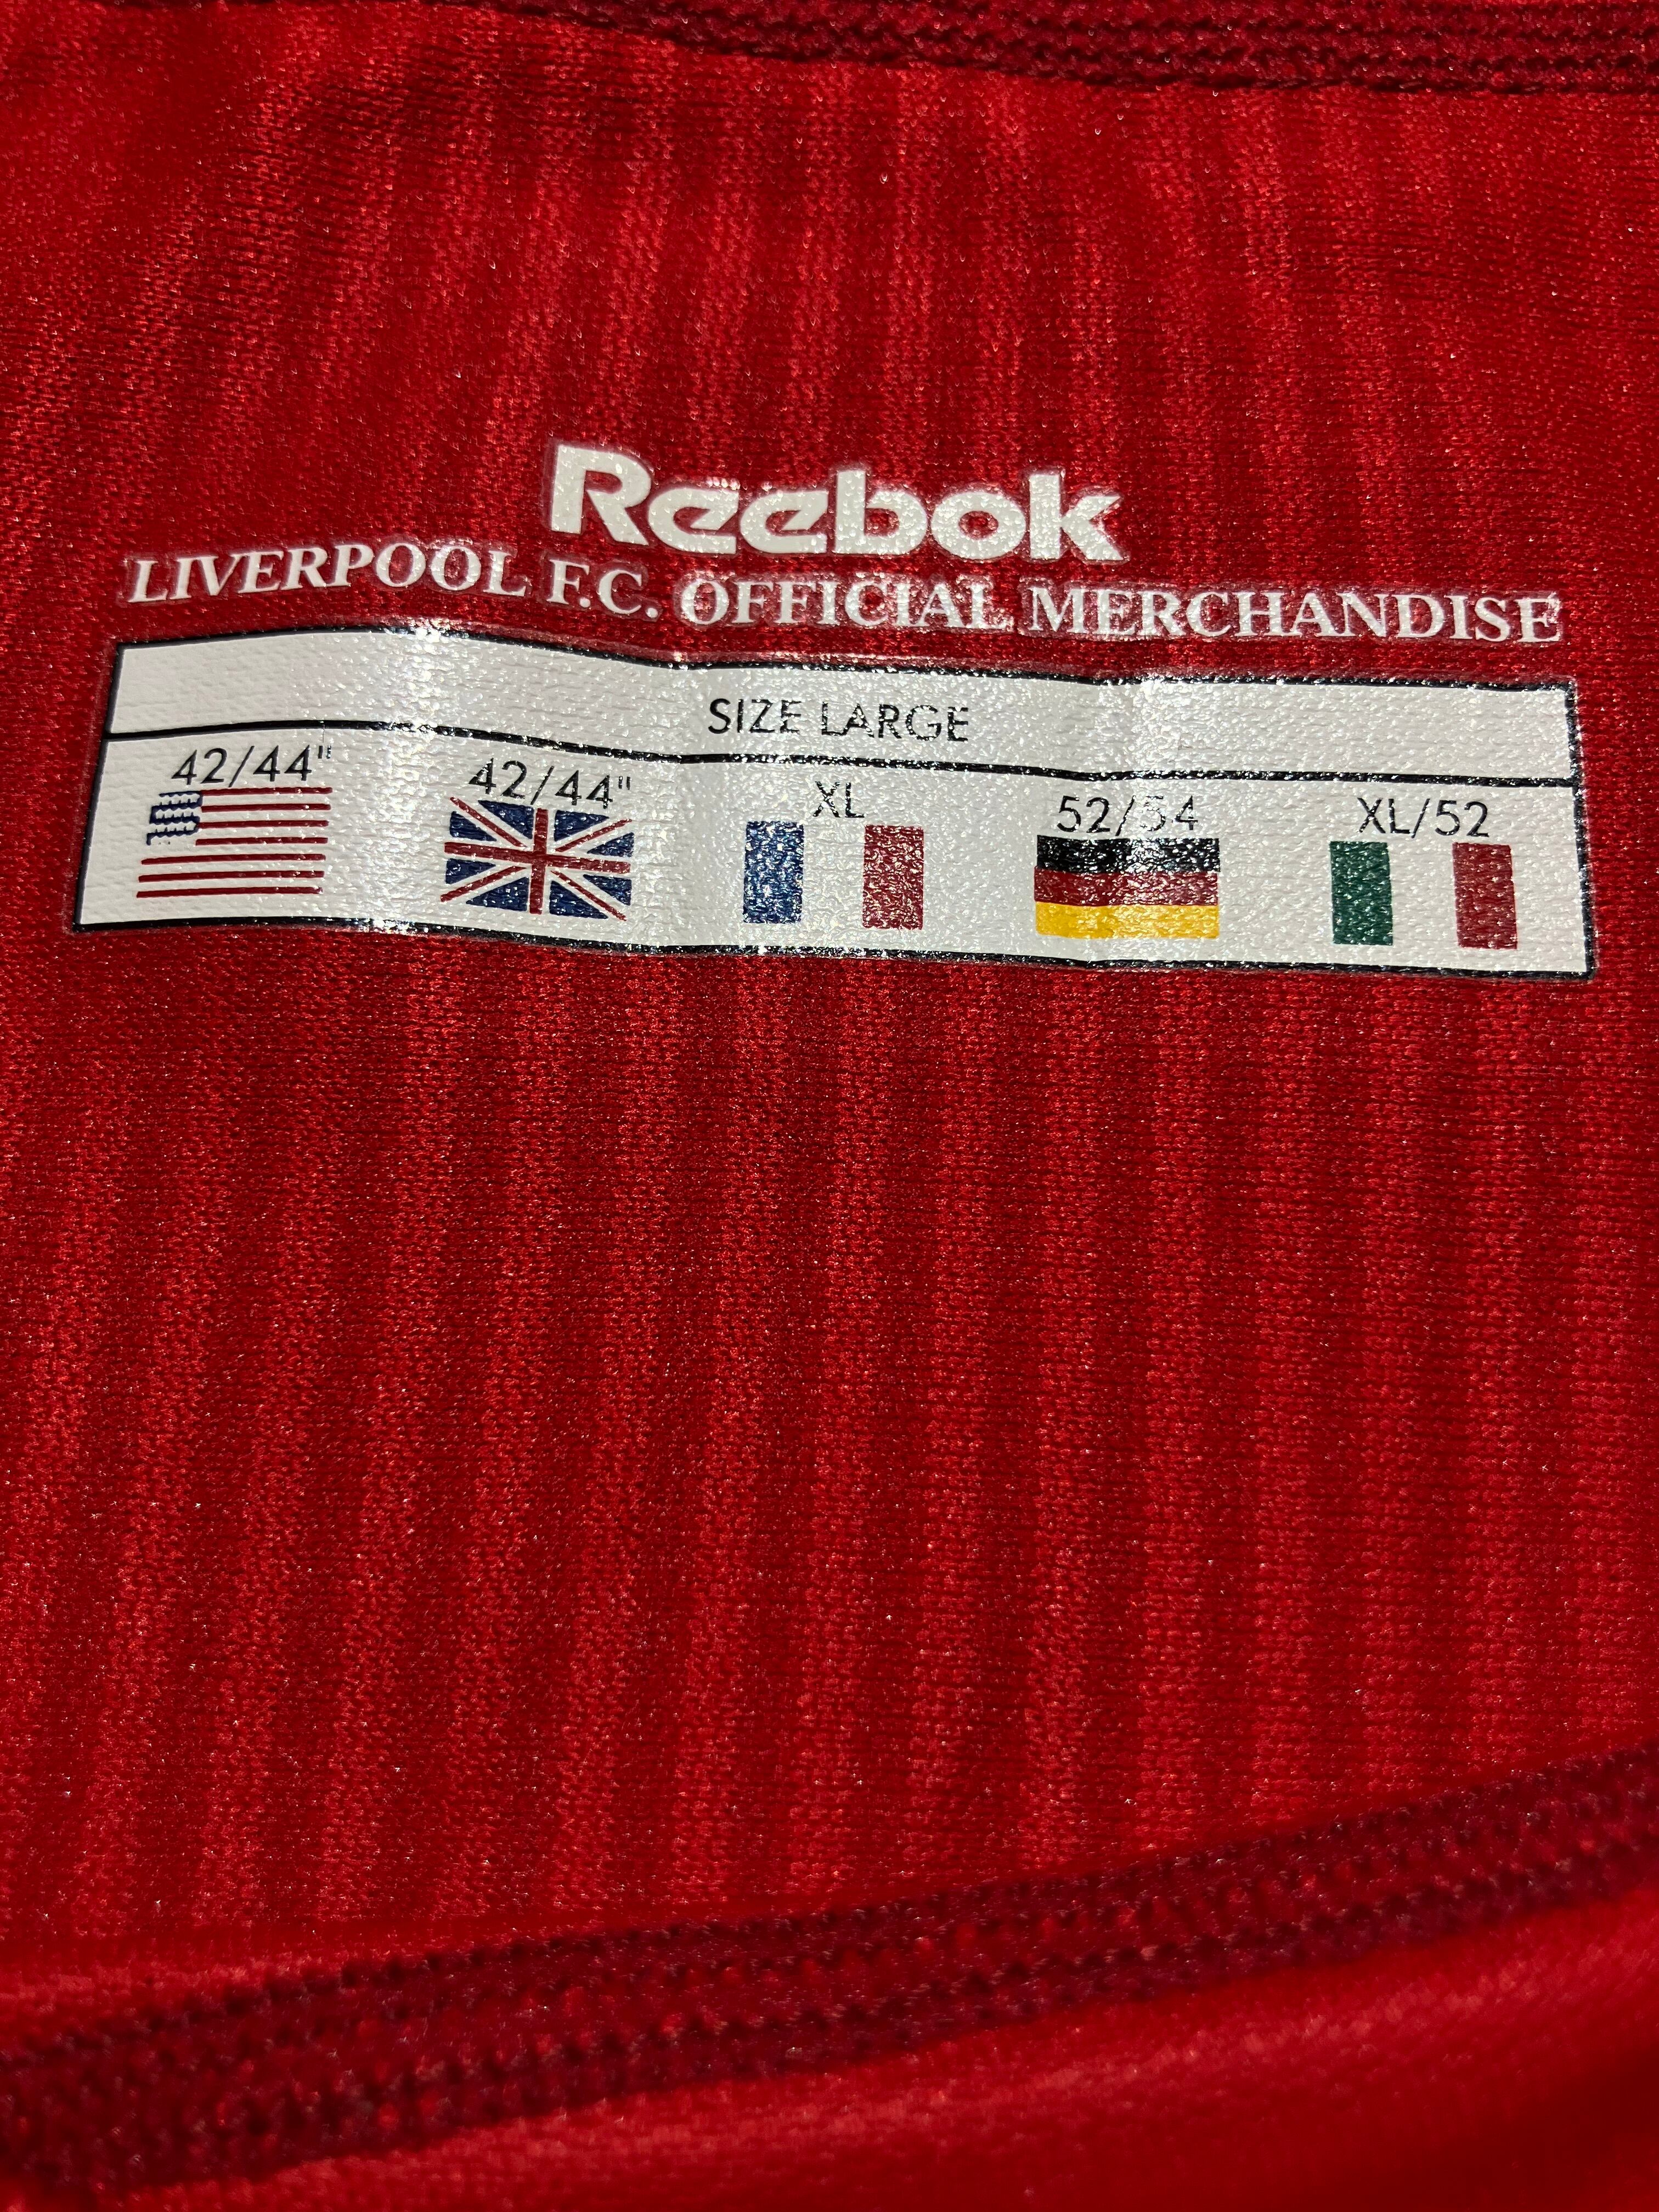 Reebok
LIVERPOOL F.C. OFFICIAL MERCHANDISE
SIZE LARGE
42/44" 42/44" XL 52/54 XL/52